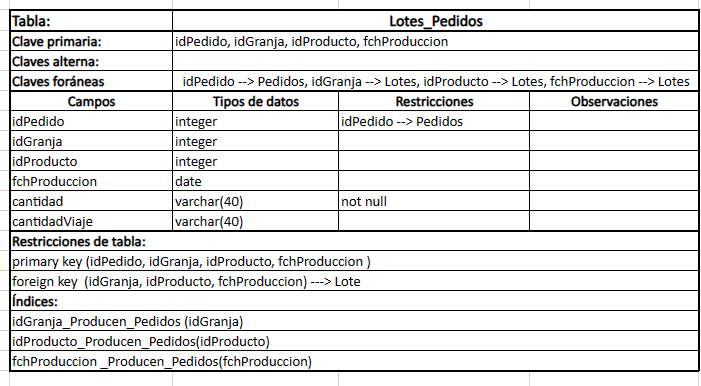 Tabla: Lotes_Pedidos
Clave primaria: idPedido, idGranja, idProducto, fchProduccion
Claves alterna:
Claves foráneas idPedido --> Pedidos, idGranja --> Lotes, idProducto --> Lotes, fchProduccion --> Lotes
Campos Tipos de datos Restricciones Observaciones
idPedido integer idPedido --> Pedidos
idGranja integer
idProducto integer
fchProduccion date
cantidad varchar(40) not null
cantidadViaje varchar(40)
Restricciones de tabla:
primary key (idPedido, idGranja, idProducto, fchProduccion )
foreign key (idGranja, idProducto, fchProduccion) ---> Lote
Índices:
idGranja_Producen_Pedidos (idGranja)
idProducto_Producen_Pedidos(idProducto)
fchProduccion _Producen_Pedidos(fchProduccion)